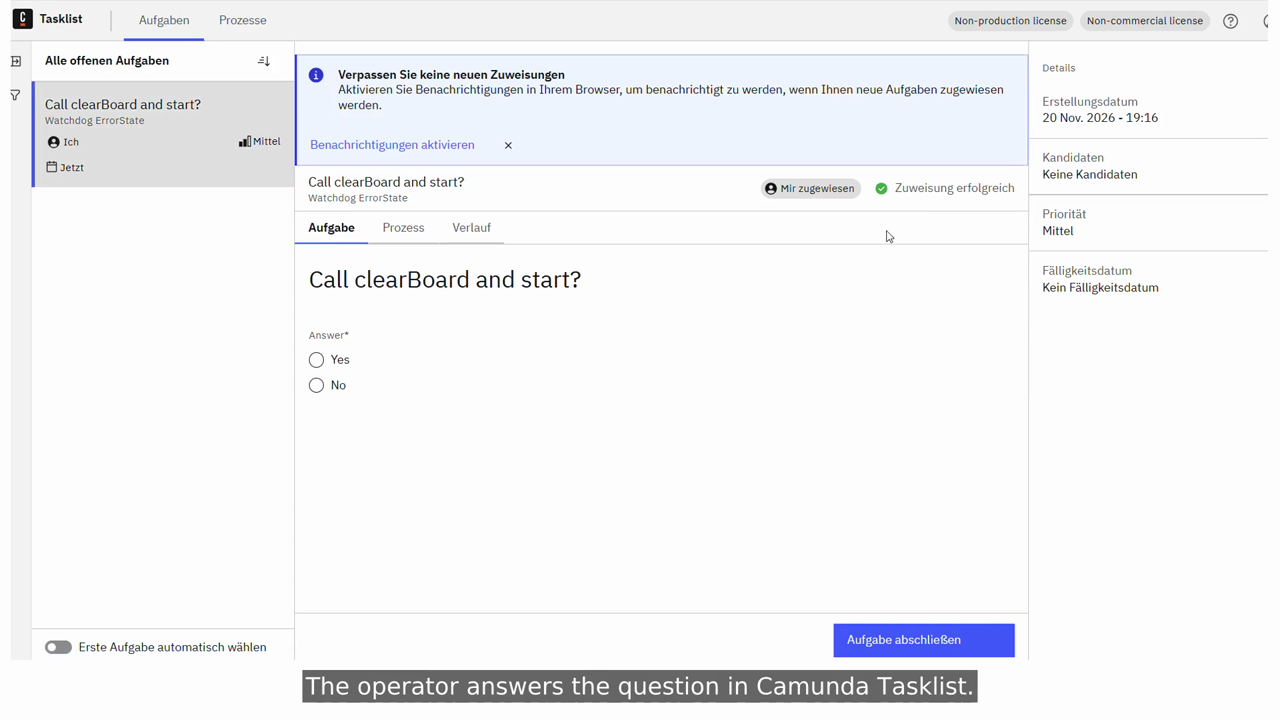 Tasklist
Aufgaben
Prozesse
Non-production license
Non-commercial license
Alle offenen Aufgaben
Call clearBoard and start?
Watchdog ErrorState
Ich
Mittel
Jetzt
Erste Aufgabe automatisch wählen
Verpassen Sie keine neuen Zuweisungen
Aktivieren Sie Benachrichtigungen in Ihrem Browser, um benachrichtigt zu werden, wenn Ihnen neue Aufgaben zugewiesen
werden.
Benachrichtigungen aktivieren
Call clearBoard and start?
Watchdog ErrorState
Mir zugewiesen
Zuweisung erfolgreich
Aufgabe
Prozess
Verlauf
Call clearBoard and start?
Answer*
Yes
No
Aufgabe abschließen
Details
Erstellungsdatum
20 Nov. 2026 - 19:16
Kandidaten
Keine Kandidaten
Priorität
Mittel
Fälligkeitsdatum
Kein Fälligkeitsdatum
The operator answers the question in Camunda Tasklist.